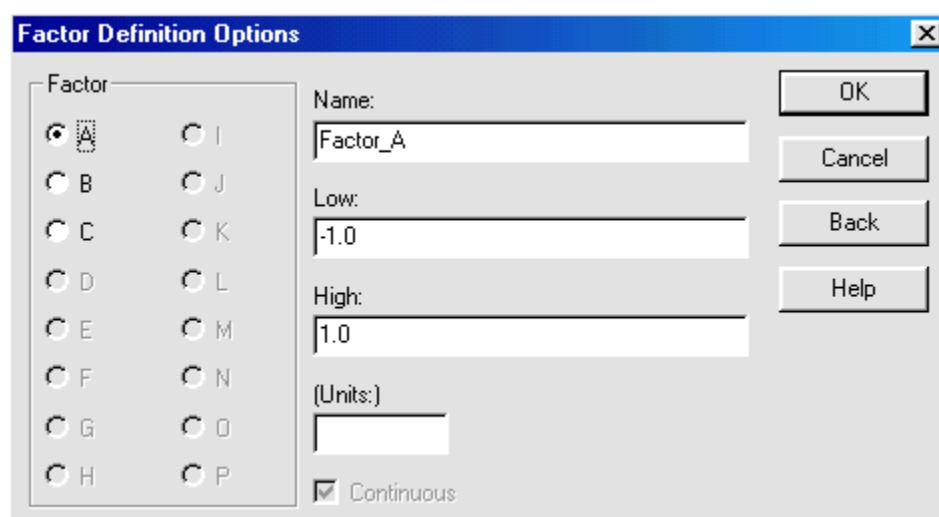 Factor Definition Options
Factor
A
B
C
D
E
F
G
H
I
J
K
L
M
N
O
P
Name:
Factor_A
Low:
-1.0
High:
1.0
(Units:)
Continuous
OK
Cancel
Back
Help